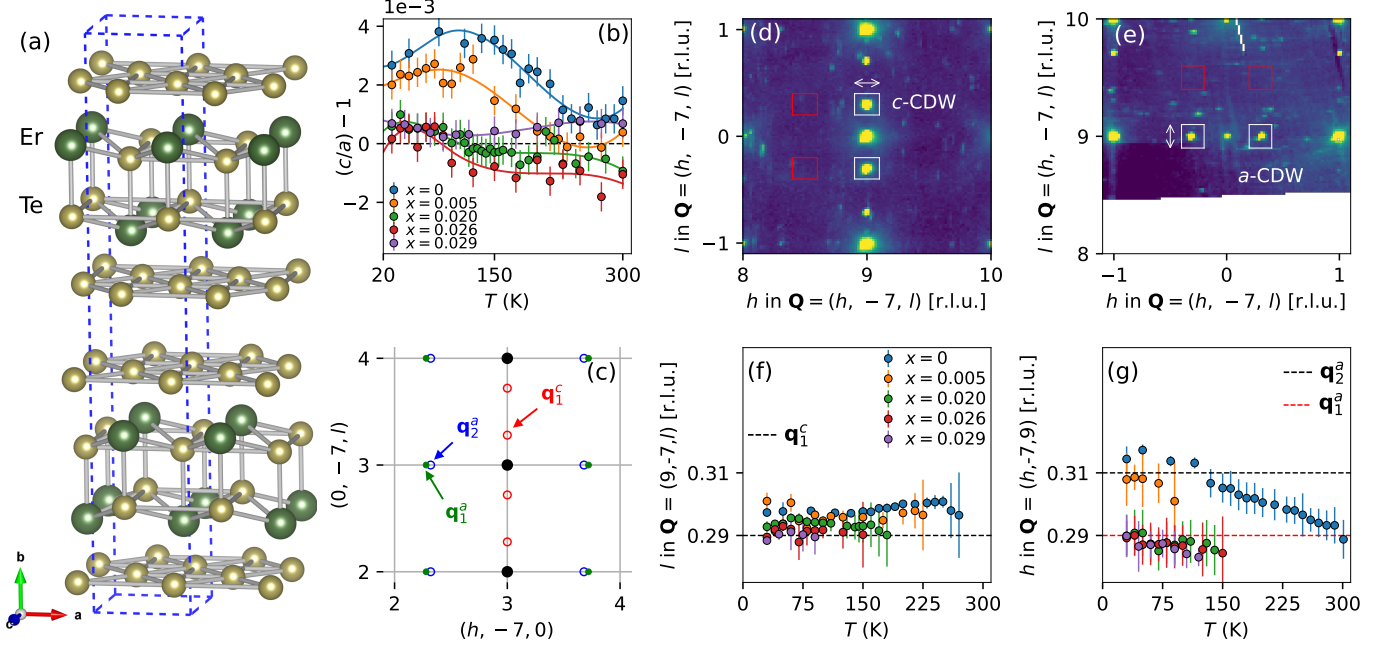 (a)
Er
Te
b
c
a
1e−3
(b)
(c/a) − 1
4
2
0
−2
x = 0
x = 0.005
x = 0.020
x = 0.026
x = 0.029
20
150
300
T (K)
(c)
(0, −7, l)
4
3
2
q₁ᶜ
q₂ᵃ
q₁ᵃ
2
3
4
(h, −7, 0)
(d)
l in Q = (h, −7, l) [r.l.u.]
1
0
−1
c-CDW
8
9
10
h in Q = (h, −7, l) [r.l.u.]
(e)
l in Q = (h, −7, l) [r.l.u.]
10
9
8
a-CDW
−1
0
1
h in Q = (h, −7, l) [r.l.u.]
(f)
l in Q = (9,-7,l) [r.l.u.]
x = 0
x = 0.005
x = 0.020
x = 0.026
x = 0.029
q₁ᶜ
0.31
0.29
0
75
150
225
300
T (K)
(g)
h in Q = (h,-7,9) [r.l.u.]
q₂ᵃ
q₁ᵃ
0.31
0.29
0
75
150
225
300
T (K)